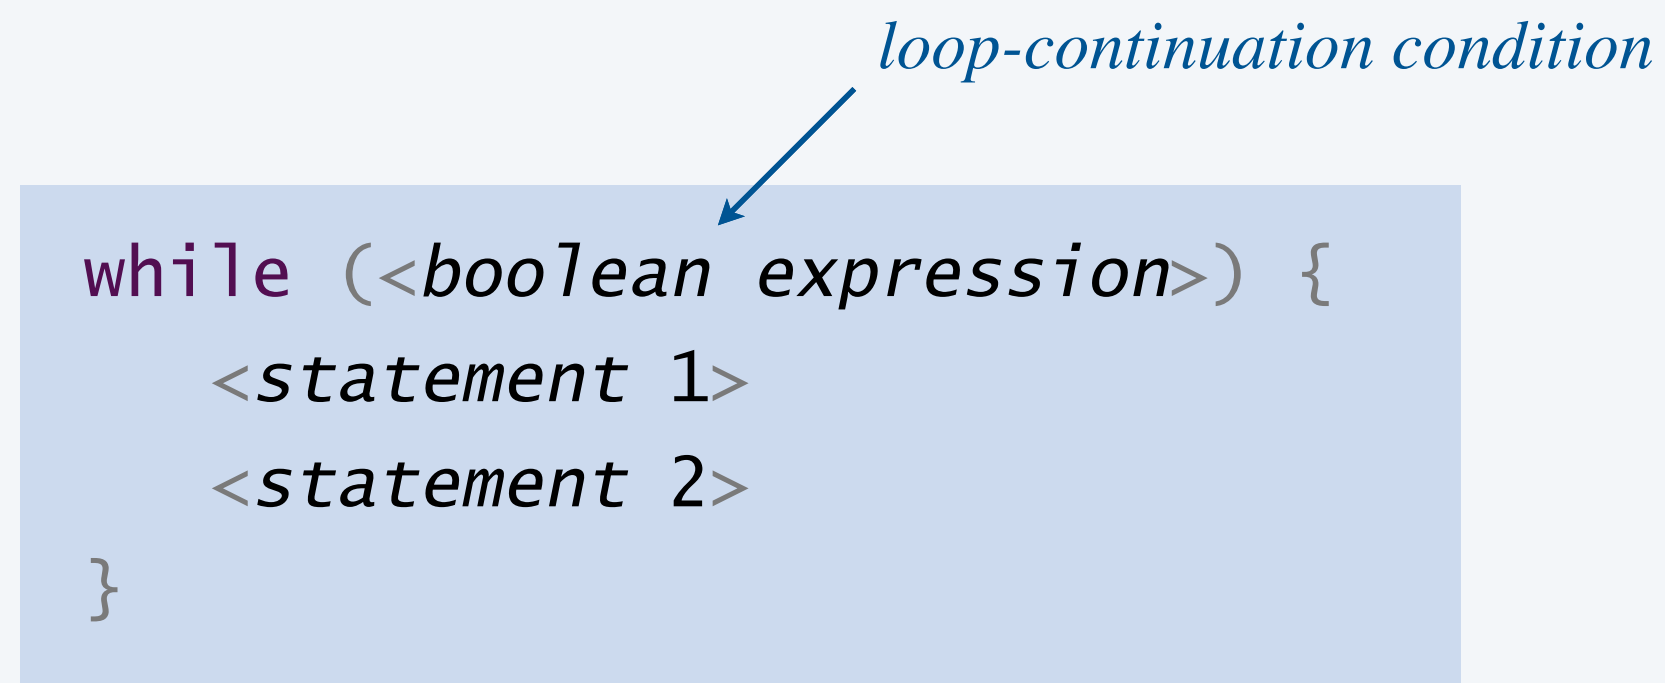 loop-continuation condition
while (<boolean expression>) {
<statement 1>
<statement 2>
}